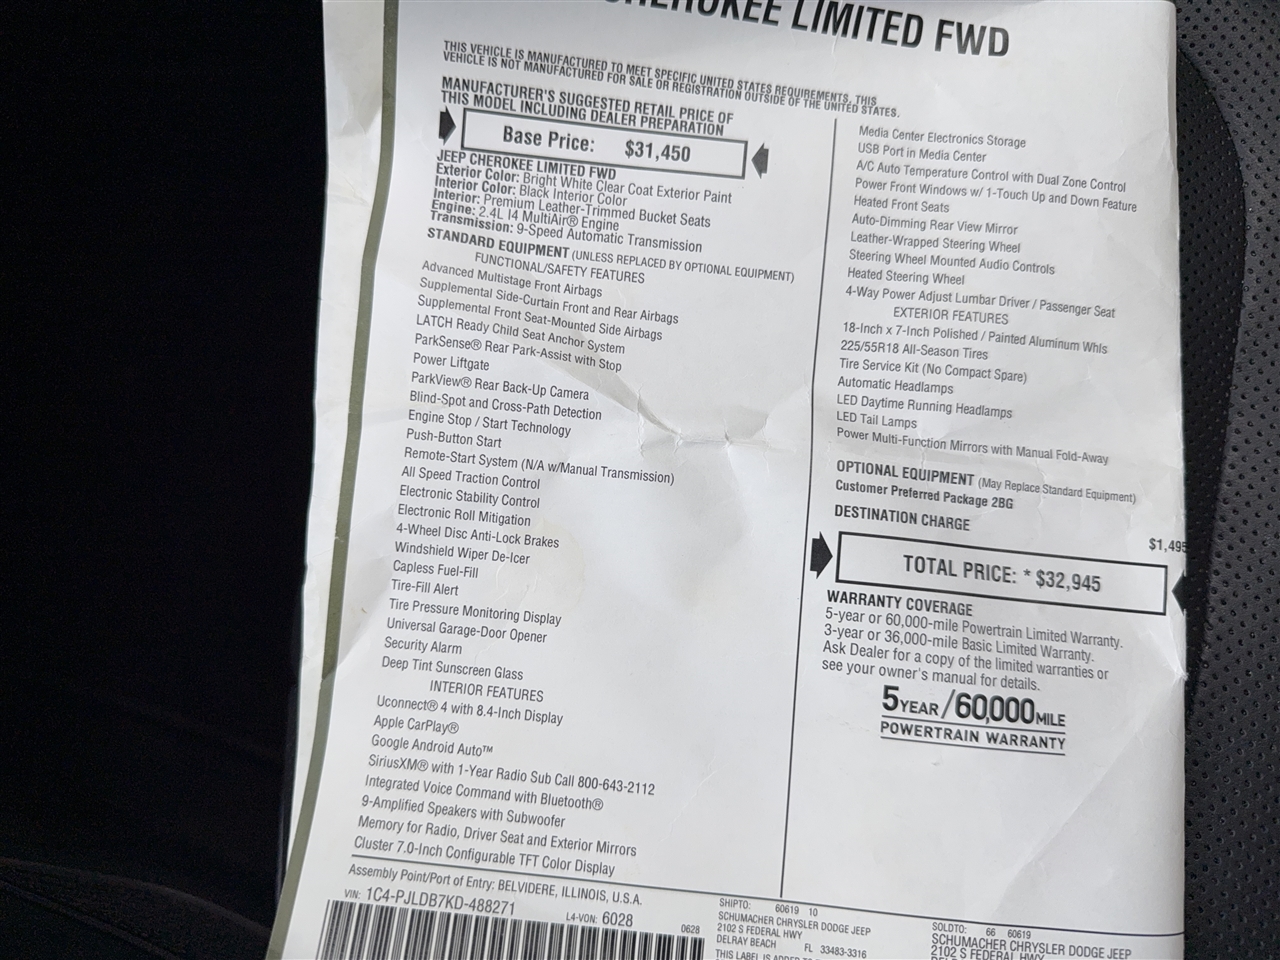 CHEROKEE LIMITED FWD
THIS VEHICLE IS MANUFACTURED TO MEET SPECIFIC UNITED STATES REQUIREMENTS. THIS
VEHICLE IS NOT MANUFACTURED FOR SALE OR REGISTRATION OUTSIDE OF THE UNITED STATES.
MANUFACTURER'S SUGGESTED RETAIL PRICE OF
THIS MODEL INCLUDING DEALER PREPARATION
Base Price: $31,450
JEEP CHEROKEE LIMITED FWD
Exterior Color: Bright White Clear Coat Exterior Paint
Interior Color: Black Interior Color
Interior: Premium Leather-Trimmed Bucket Seats
Engine: 2.4L I4 MultiAir® Engine
Transmission: 9-Speed Automatic Transmission
STANDARD EQUIPMENT (UNLESS REPLACED BY OPTIONAL EQUIPMENT)
FUNCTIONAL/SAFETY FEATURES
Advanced Multistage Front Airbags
Supplemental Side-Curtain Front and Rear Airbags
Supplemental Front Seat-Mounted Side Airbags
LATCH Ready Child Seat Anchor System
ParkSense® Rear Park-Assist with Stop
Power Liftgate
ParkView® Rear Back-Up Camera
Blind-Spot and Cross-Path Detection
Engine Stop / Start Technology
Push-Button Start
Remote-Start System (N/A w/Manual Transmission)
All Speed Traction Control
Electronic Stability Control
Electronic Roll Mitigation
4-Wheel Disc Anti-Lock Brakes
Windshield Wiper De-Icer
Capless Fuel-Fill
Tire-Fill Alert
Tire Pressure Monitoring Display
Universal Garage-Door Opener
Security Alarm
Deep Tint Sunscreen Glass
INTERIOR FEATURES
Uconnect® 4 with 8.4-Inch Display
Apple CarPlay®
Google Android Auto™
SiriusXM® with 1-Year Radio Sub Call 800-643-2112
Integrated Voice Command with Bluetooth®
9-Amplified Speakers with Subwoofer
Memory for Radio, Driver Seat and Exterior Mirrors
Cluster 7.0-Inch Configurable TFT Color Display
Media Center Electronics Storage
USB Port in Media Center
A/C Auto Temperature Control with Dual Zone Control
Power Front Windows w/ 1-Touch Up and Down Feature
Heated Front Seats
Auto-Dimming Rear View Mirror
Leather-Wrapped Steering Wheel
Steering Wheel Mounted Audio Controls
Heated Steering Wheel
4-Way Power Adjust Lumbar Driver / Passenger Seat
EXTERIOR FEATURES
18-Inch x 7-Inch Polished / Painted Aluminum Whls
225/55R18 All-Season Tires
Tire Service Kit (No Compact Spare)
Automatic Headlamps
LED Daytime Running Headlamps
LED Tail Lamps
Power Multi-Function Mirrors with Manual Fold-Away
OPTIONAL EQUIPMENT (May Replace Standard Equipment)
Customer Preferred Package 2BG
DESTINATION CHARGE $1,495
TOTAL PRICE: * $32,945
WARRANTY COVERAGE
5-year or 60,000-mile Powertrain Limited Warranty.
3-year or 36,000-mile Basic Limited Warranty.
Ask Dealer for a copy of the limited warranties or
see your owner's manual for details.
5 YEAR / 60,000 MILE
POWERTRAIN WARRANTY
Assembly Point/Port of Entry: BELVIDERE, ILLINOIS, U.S.A.
VIN: 1C4-PJLDB7KD-488271
L4-VON: 6028
0628
SHIPTO: 60619 10
SCHUMACHER CHRYSLER DODGE JEEP
2102 S FEDERAL HWY
DELRAY BEACH FL 33483-3316
THIS LABEL IS ADDED
SOLDTO: 66 60619
SCHUMACHER CHRYSLER DODGE JEEP
2102 S FEDERAL HWY